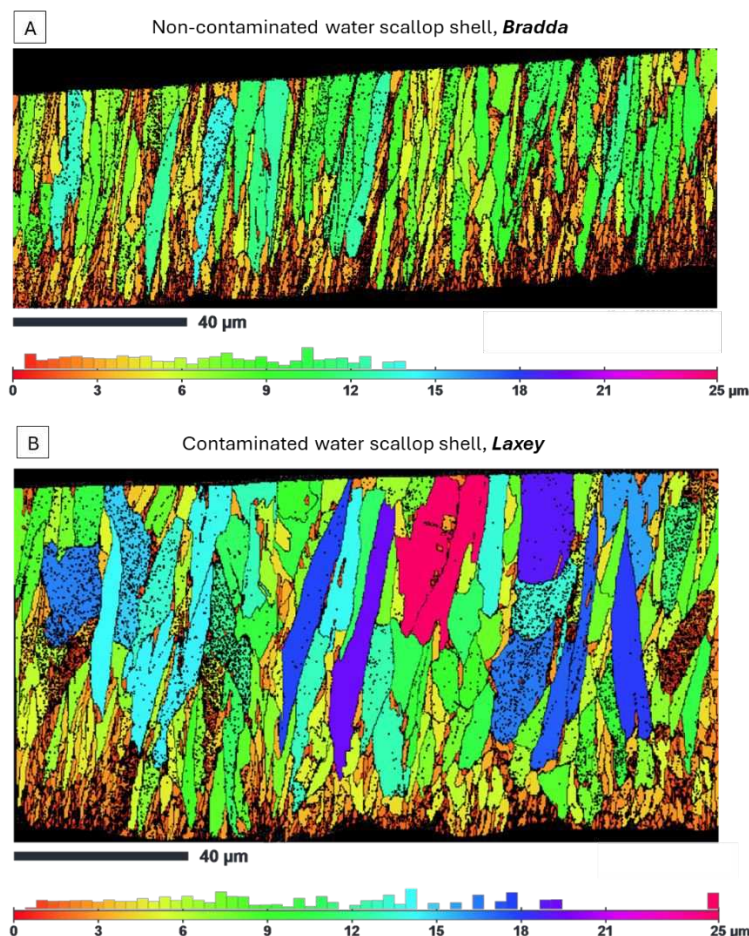 A
Non-contaminated water scallop shell, Bradda
40 µm
0 3 6 9 12 15 18 21 25 µm
B
Contaminated water scallop shell, Laxey
40 µm
0 3 6 9 12 15 18 21 25 µm